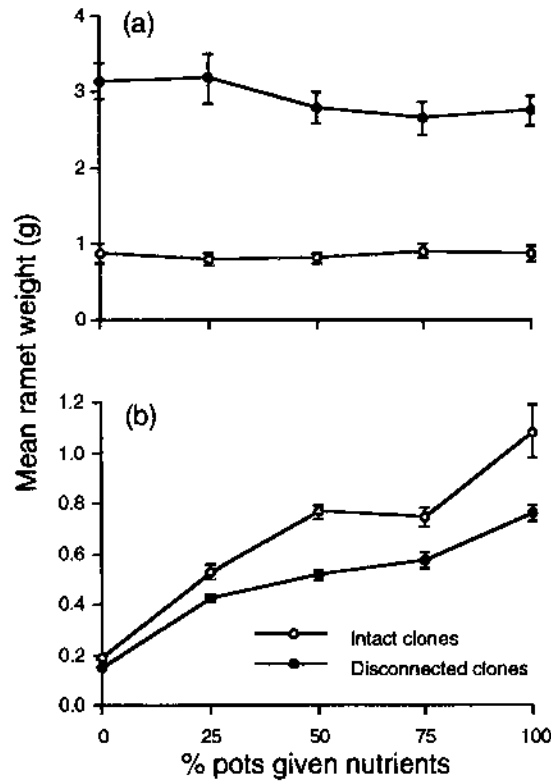 (a)
4
3
2
1
0
Mean ramet weight (g)
(b)
1.2
1.0
0.8
0.6
0.4
0.2
0.0
Intact clones
Disconnected clones
0 25 50 75 100
% pots given nutrients